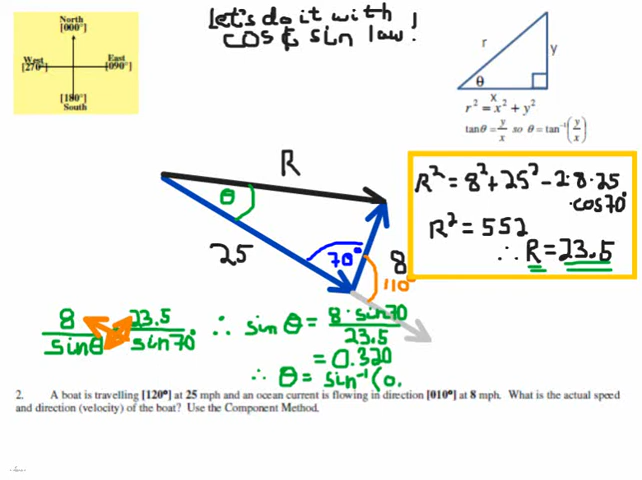 Let's do it with
cos & sin law!
North
[000°]
West
[270°]
East
[090°]
[180°]
South
r
y
θ
x
r² = x² + y²
tanθ = y/x so θ = tan⁻¹(y/x)
R
θ
25
70°
8
110°
R² = 8² + 25² - 2·8·25
·cos70°
R² = 552
∴ R = 23.5
8/sinθ = 23.5/sin70° ∴ sin θ = 8·sin70/23.5
= 0.320
∴ θ = sin⁻¹(0.
2. A boat is travelling [120°] at 25 mph and an ocean current is flowing in direction [010°] at 8 mph. What is the actual speed
and direction (velocity) of the boat? Use the Component Method.